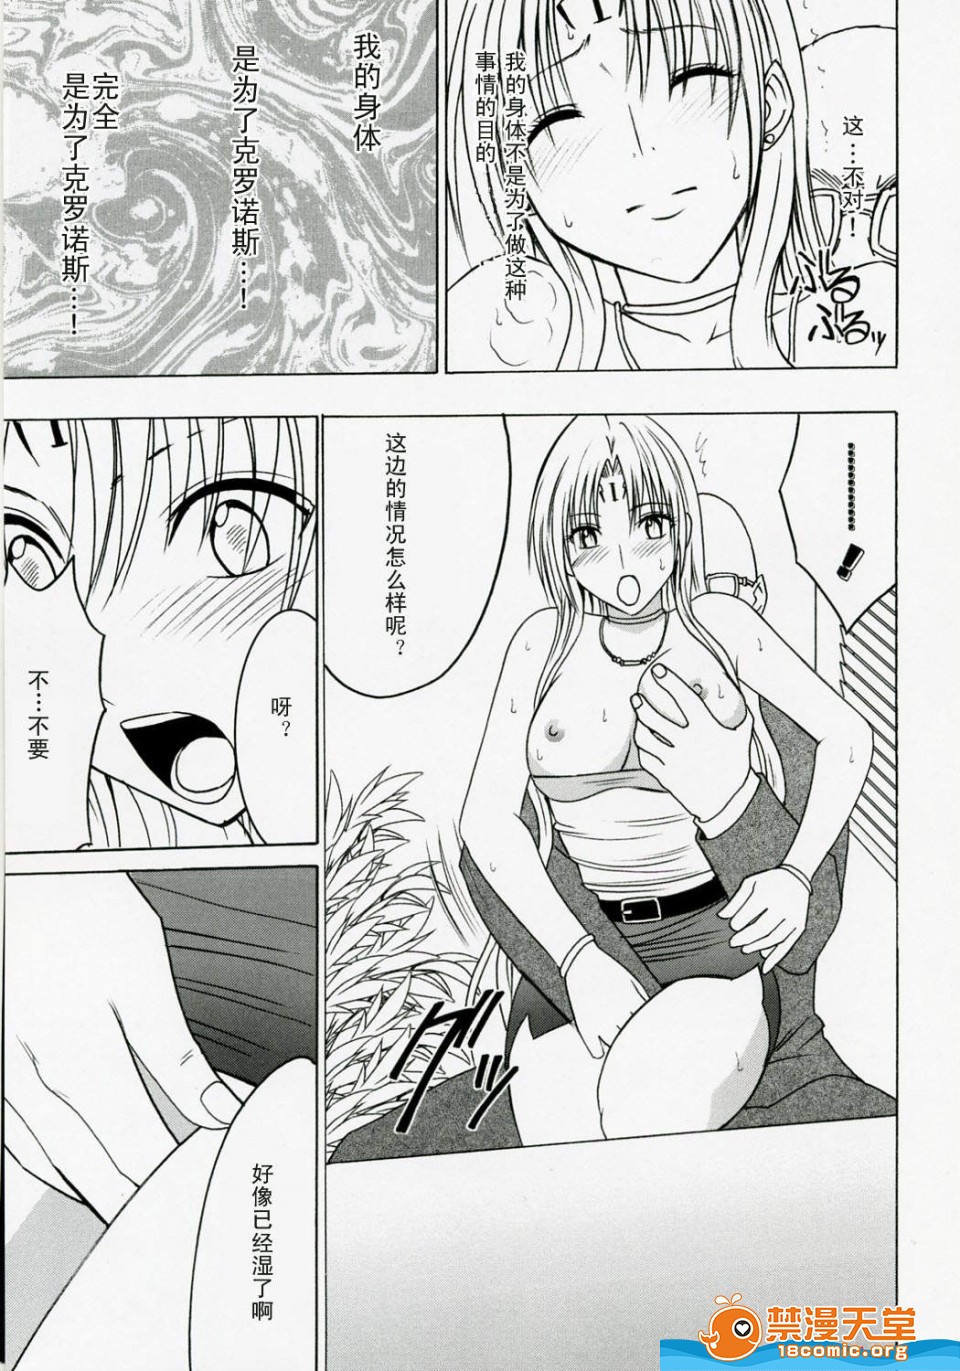 这…不对！
我的身体不是为了做这种
事情的目的
ぶる
ぶるッ
我的身体
是为了克罗诺斯…！
完全
是为了克罗诺斯…！
！
这边的情况怎么样呢？
グッ
呀？
不…不要
好像已经湿了啊
禁漫天堂
18comic.org